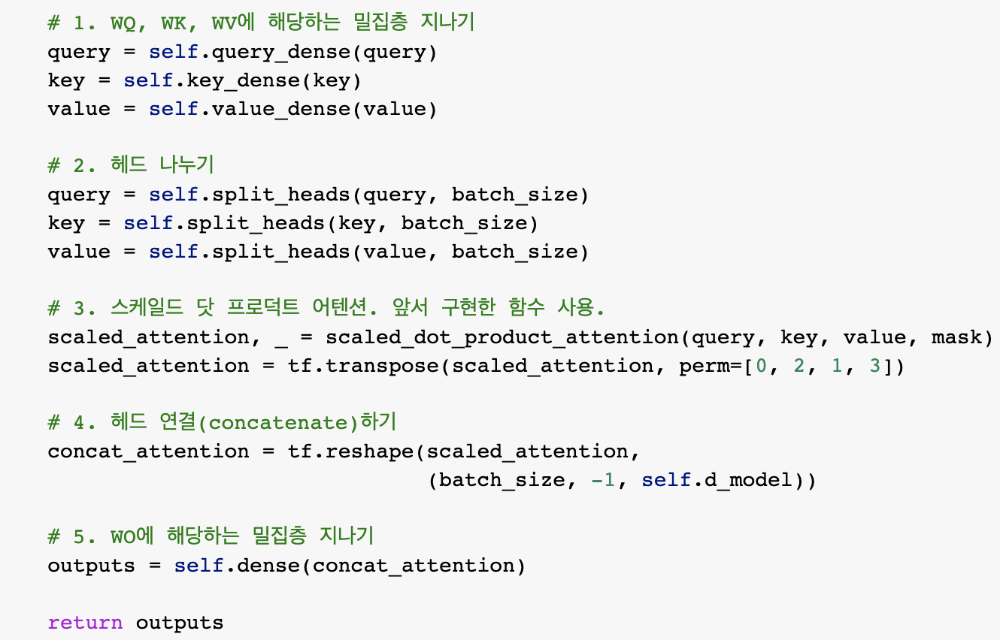 # 1. WQ, WK, WV에 해당하는 밀집층 지나기
query = self.query_dense(query)
key = self.key_dense(key)
value = self.value_dense(value)
# 2. 헤드 나누기
query = self.split_heads(query, batch_size)
key = self.split_heads(key, batch_size)
value = self.split_heads(value, batch_size)
# 3. 스케일드 닷 프로덕트 어텐션. 앞서 구현한 함수 사용.
scaled_attention, _ = scaled_dot_product_attention(query, key, value, mask)
scaled_attention = tf.transpose(scaled_attention, perm=[0, 2, 1, 3])
# 4. 헤드 연결(concatenate)하기
concat_attention = tf.reshape(scaled_attention,
(batch_size, -1, self.d_model))
# 5. WO에 해당하는 밀집층 지나기
outputs = self.dense(concat_attention)
return outputs